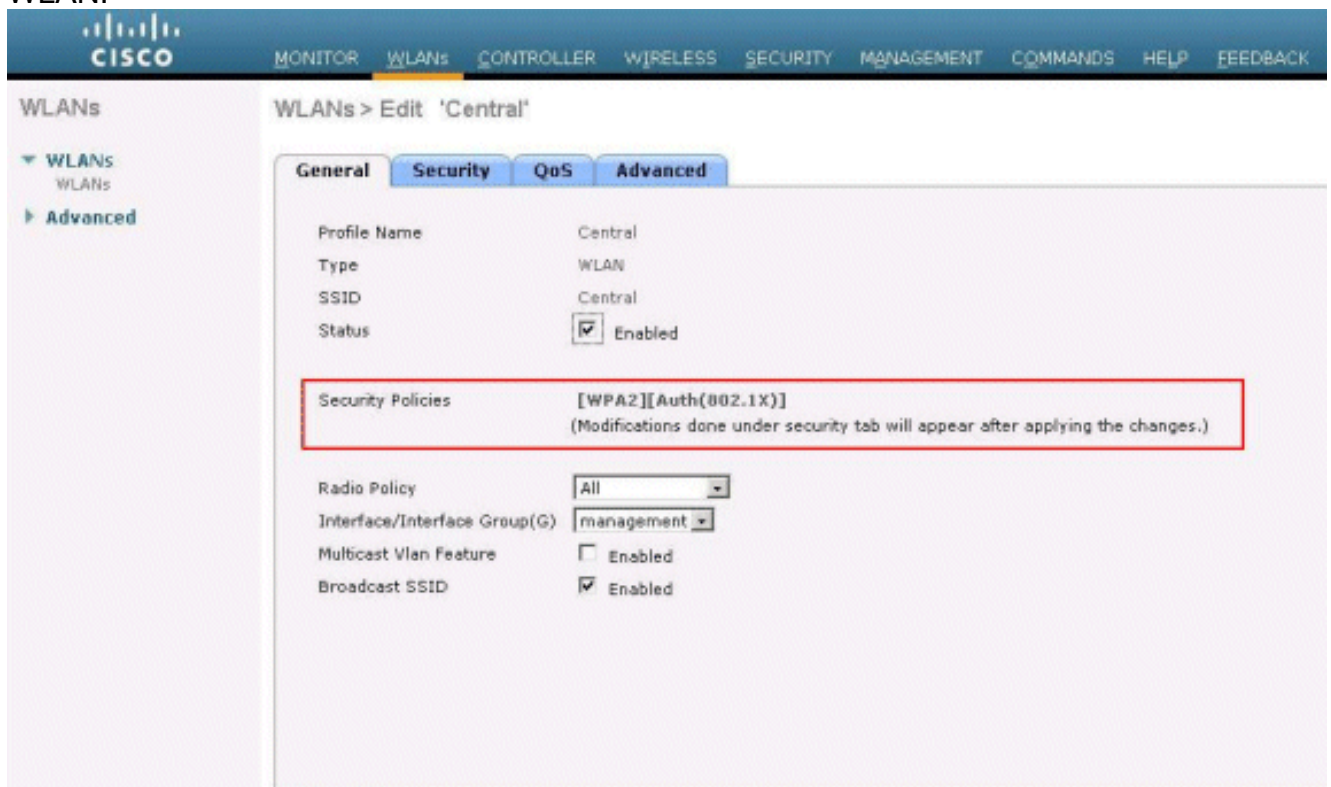 WLAN.
CISCO
MONITOR WLANs CONTROLLER WIRELESS SECURITY MANAGEMENT COMMANDS HELP FEEDBACK
WLANs
WLANs
WLANs
Advanced
WLANs > Edit 'Central'
General Security QoS Advanced
Profile Name Central
Type WLAN
SSID Central
Status Enabled
Security Policies [WPA2][Auth(802.1X)]
(Modifications done under security tab will appear after applying the changes.)
Radio Policy All
Interface/Interface Group(G) management
Multicast Vlan Feature Enabled
Broadcast SSID Enabled